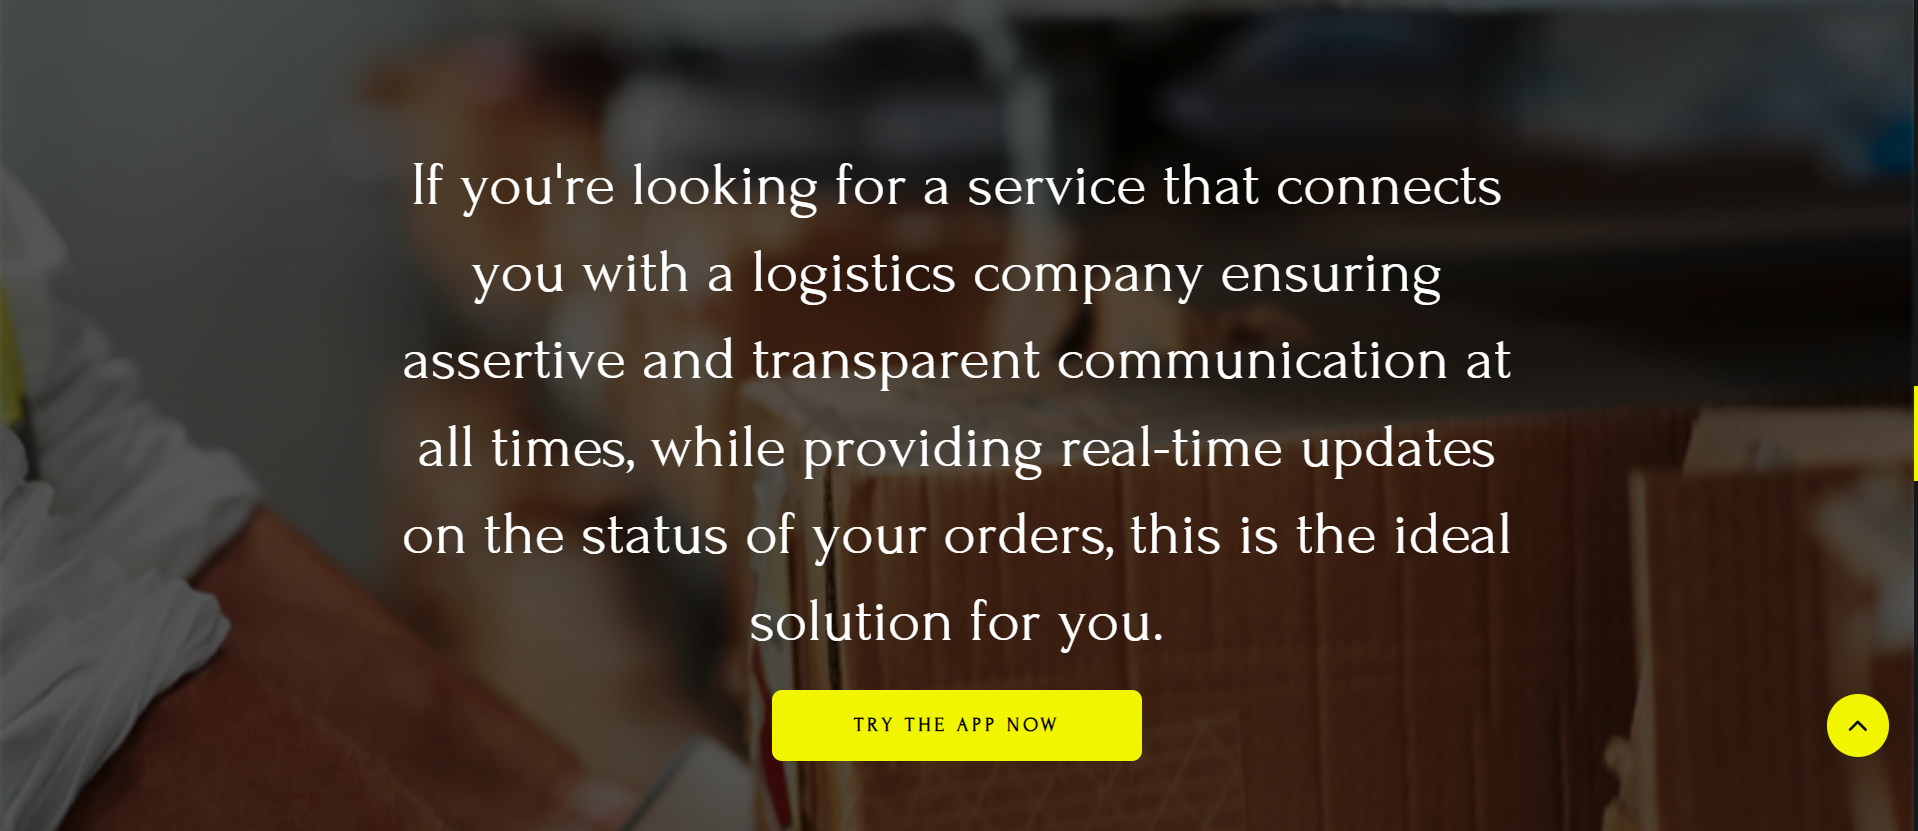 If you're looking for a service that connects
you with a logistics company ensuring
assertive and transparent communication at
all times, while providing real-time updates
on the status of your orders, this is the ideal
solution for you.
TRY THE APP NOW